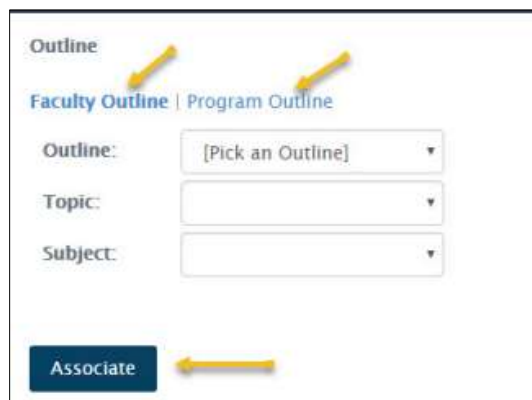 Outline
Faculty Outline | Program Outline
Outline: [Pick an Outline]
Topic:
Subject:
Associate